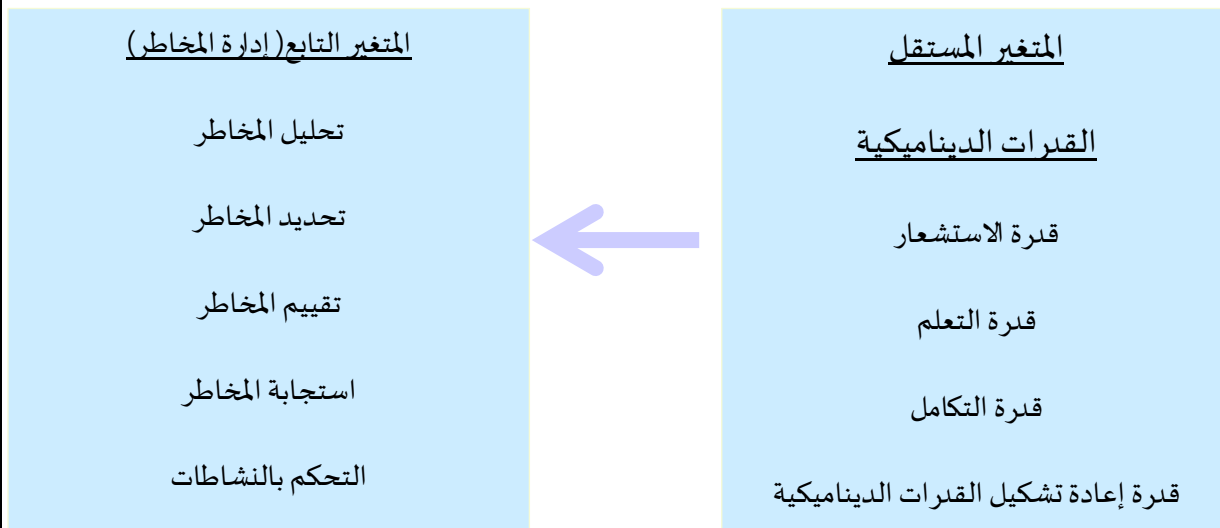 المتغير المستقل
القدرات الديناميكية
قدرة الاستشعار
قدرة التعلم
قدرة التكامل
قدرة إعادة تشكيل القدرات الديناميكية
المتغير التابع( إدارة المخاطر)
تحليل المخاطر
تحديد المخاطر
تقييم المخاطر
استجابة المخاطر
التحكم بالنشاطات